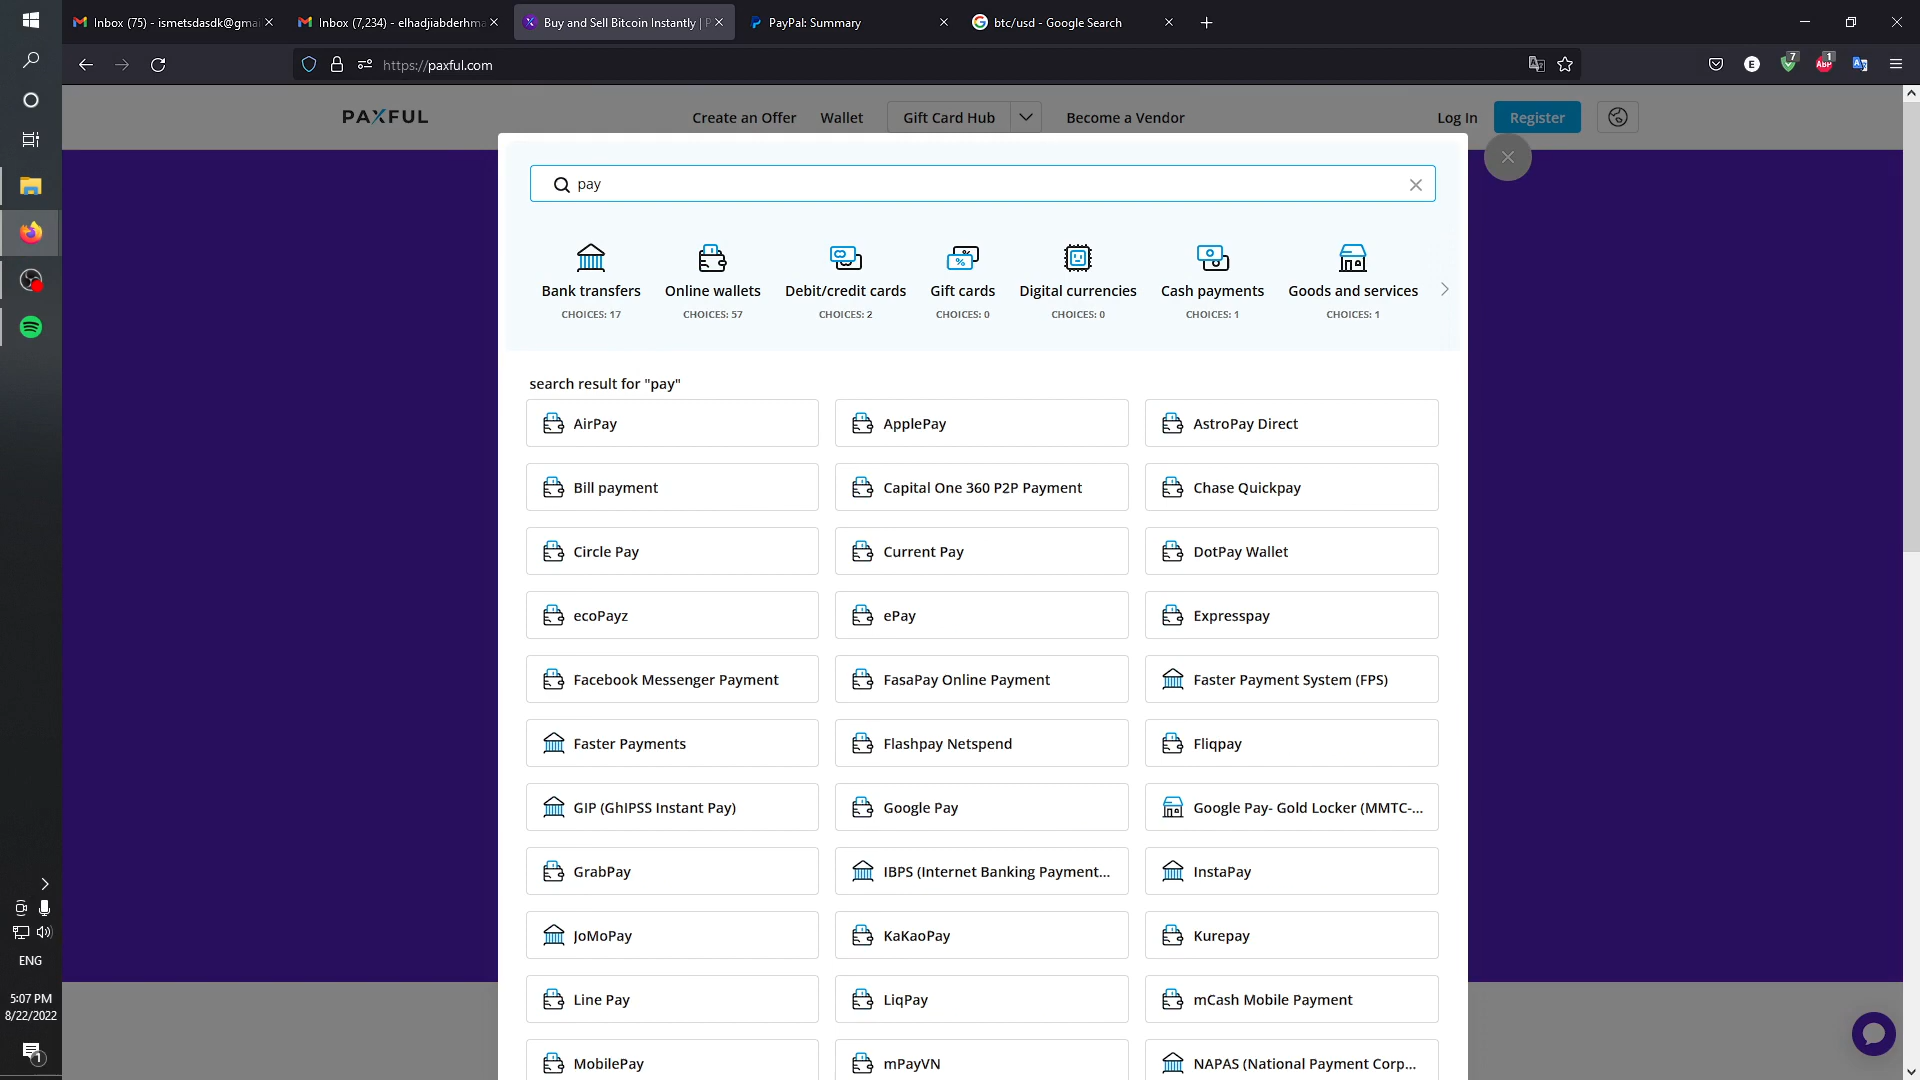 Inbox (75) - ismetsdasdk@gmai
Inbox (7,234) - elhadjiabderhma
Buy and Sell Bitcoin Instantly | P
PayPal: Summary
btc/usd - Google Search
https://paxful.com
7
E
ABP
1
PAXFUL
Create an Offer
Wallet
Gift Card Hub
Become a Vendor
Log In
Register
pay
Bank transfers
CHOICES: 17
Online wallets
CHOICES: 57
Debit/credit cards
CHOICES: 2
Gift cards
CHOICES: 0
Digital currencies
CHOICES: 0
Cash payments
CHOICES: 1
Goods and services
CHOICES: 1
search result for "pay"
AirPay
ApplePay
AstroPay Direct
Bill payment
Capital One 360 P2P Payment
Chase Quickpay
Circle Pay
Current Pay
DotPay Wallet
ecoPayz
ePay
Expresspay
Facebook Messenger Payment
FasaPay Online Payment
Faster Payment System (FPS)
Faster Payments
Flashpay Netspend
Fliqpay
GIP (GhIPSS Instant Pay)
Google Pay
Google Pay- Gold Locker (MMTC-...
GrabPay
IBPS (Internet Banking Payment...
InstaPay
JoMoPay
KaKaoPay
Kurepay
Line Pay
LiqPay
mCash Mobile Payment
MobilePay
mPayVN
NAPAS (National Payment Corp...
ENG
5:07 PM
8/22/2022
1